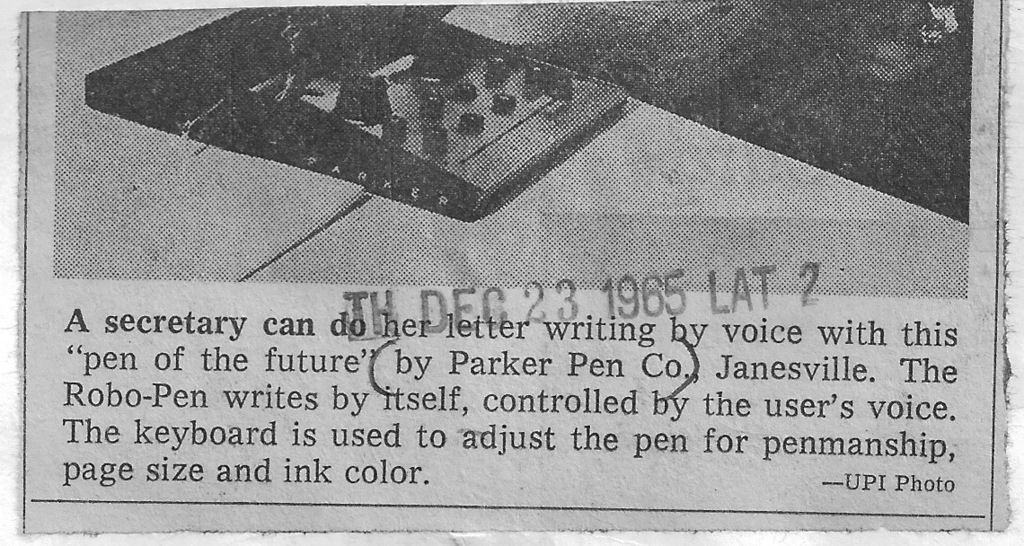 PARKER
TH DEC 23 1965 LAT 2
A secretary can do her letter writing by voice with this
“pen of the future” (by Parker Pen Co.) Janesville. The
Robo-Pen writes by itself, controlled by the user's voice.
The keyboard is used to adjust the pen for penmanship,
page size and ink color.
—UPI Photo